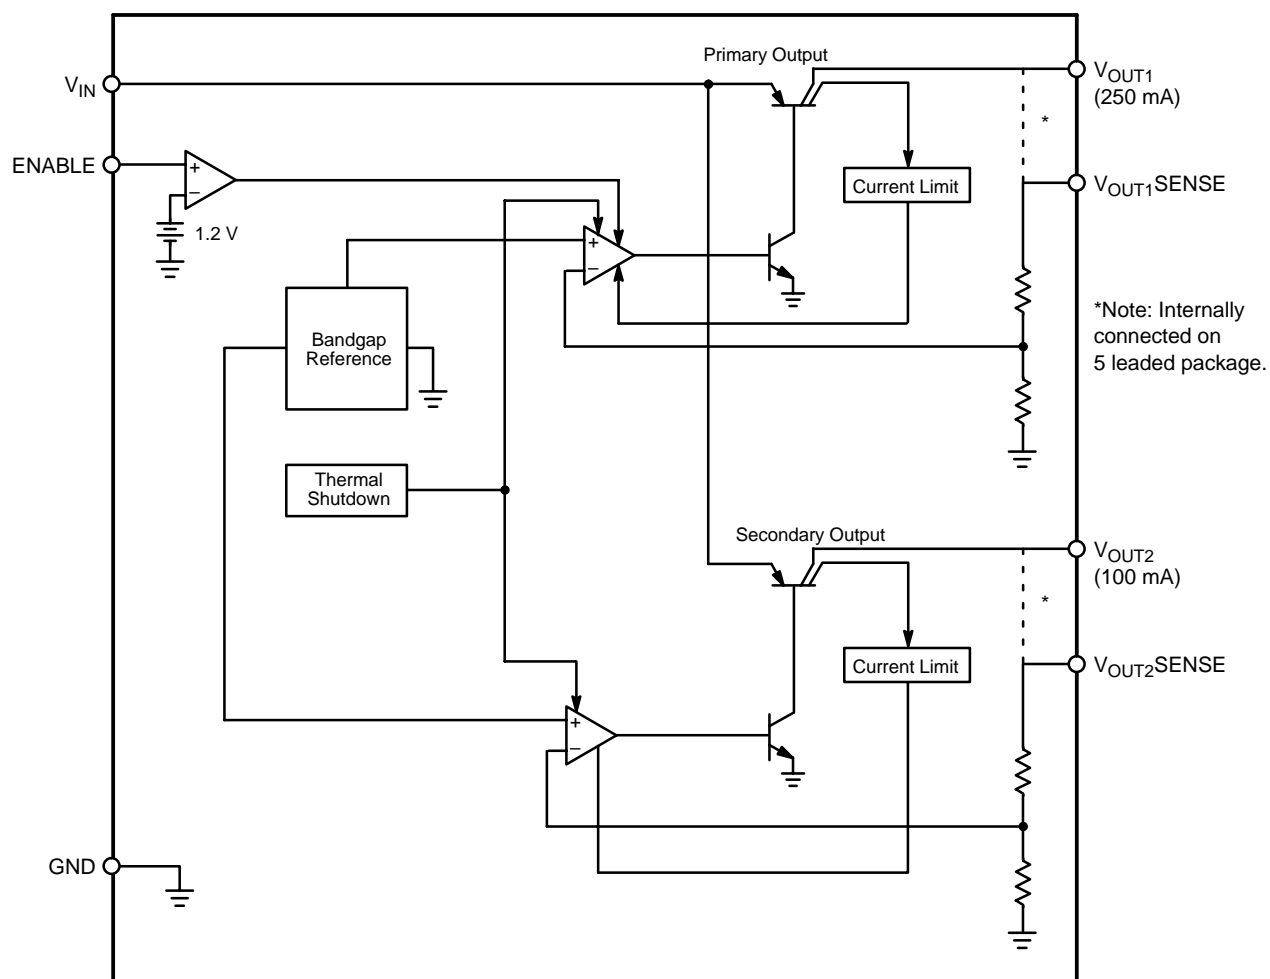 Primary Output
VIN
VOUT1
(250 mA)
*
ENABLE
+
−
1.2 V
Current Limit
VOUT1SENSE
+
−
Bandgap
Reference
*Note: Internally
connected on
5 leaded package.
Thermal
Shutdown
Secondary Output
VOUT2
(100 mA)
*
Current Limit
VOUT2SENSE
+
−
GND